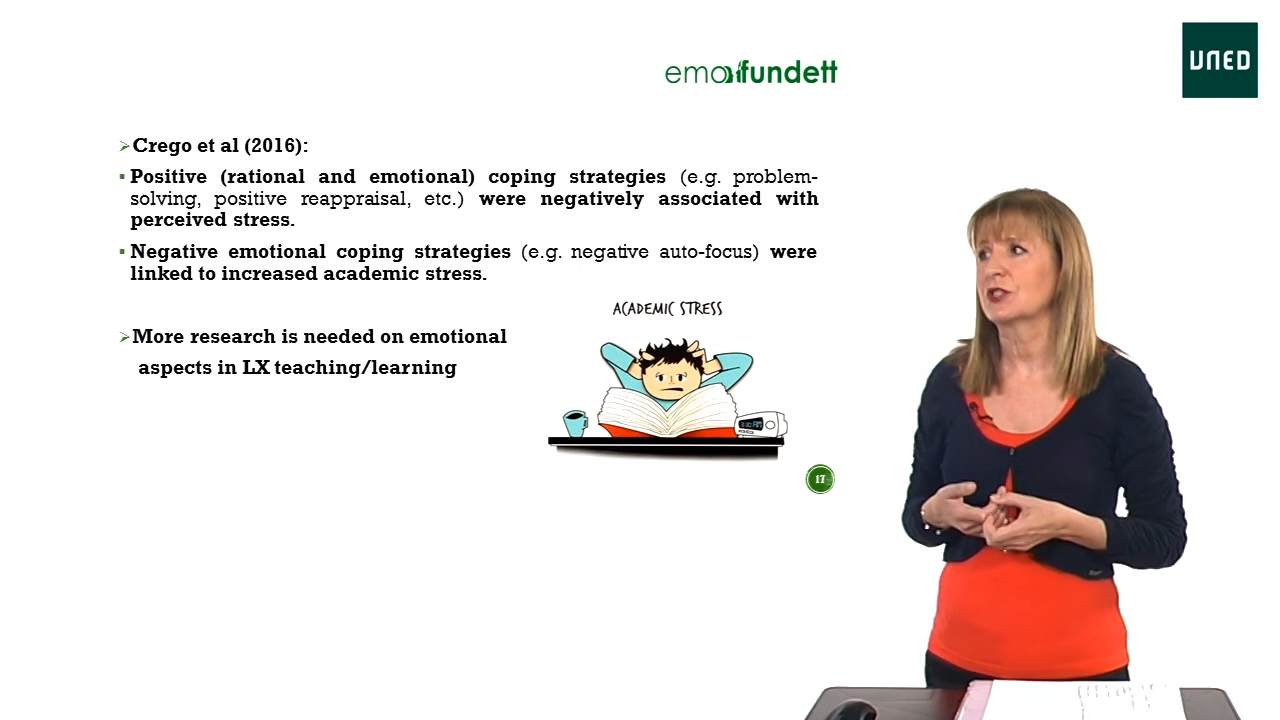 emotifundett
UNED
Crego et al (2016):
Positive (rational and emotional) coping strategies (e.g. problem-
solving, positive reappraisal, etc.) were negatively associated with
perceived stress.
Negative emotional coping strategies (e.g. negative auto-focus) were
linked to increased academic stress.
ACADEMIC STRESS
More research is needed on emotional
aspects in LX teaching/learning
17